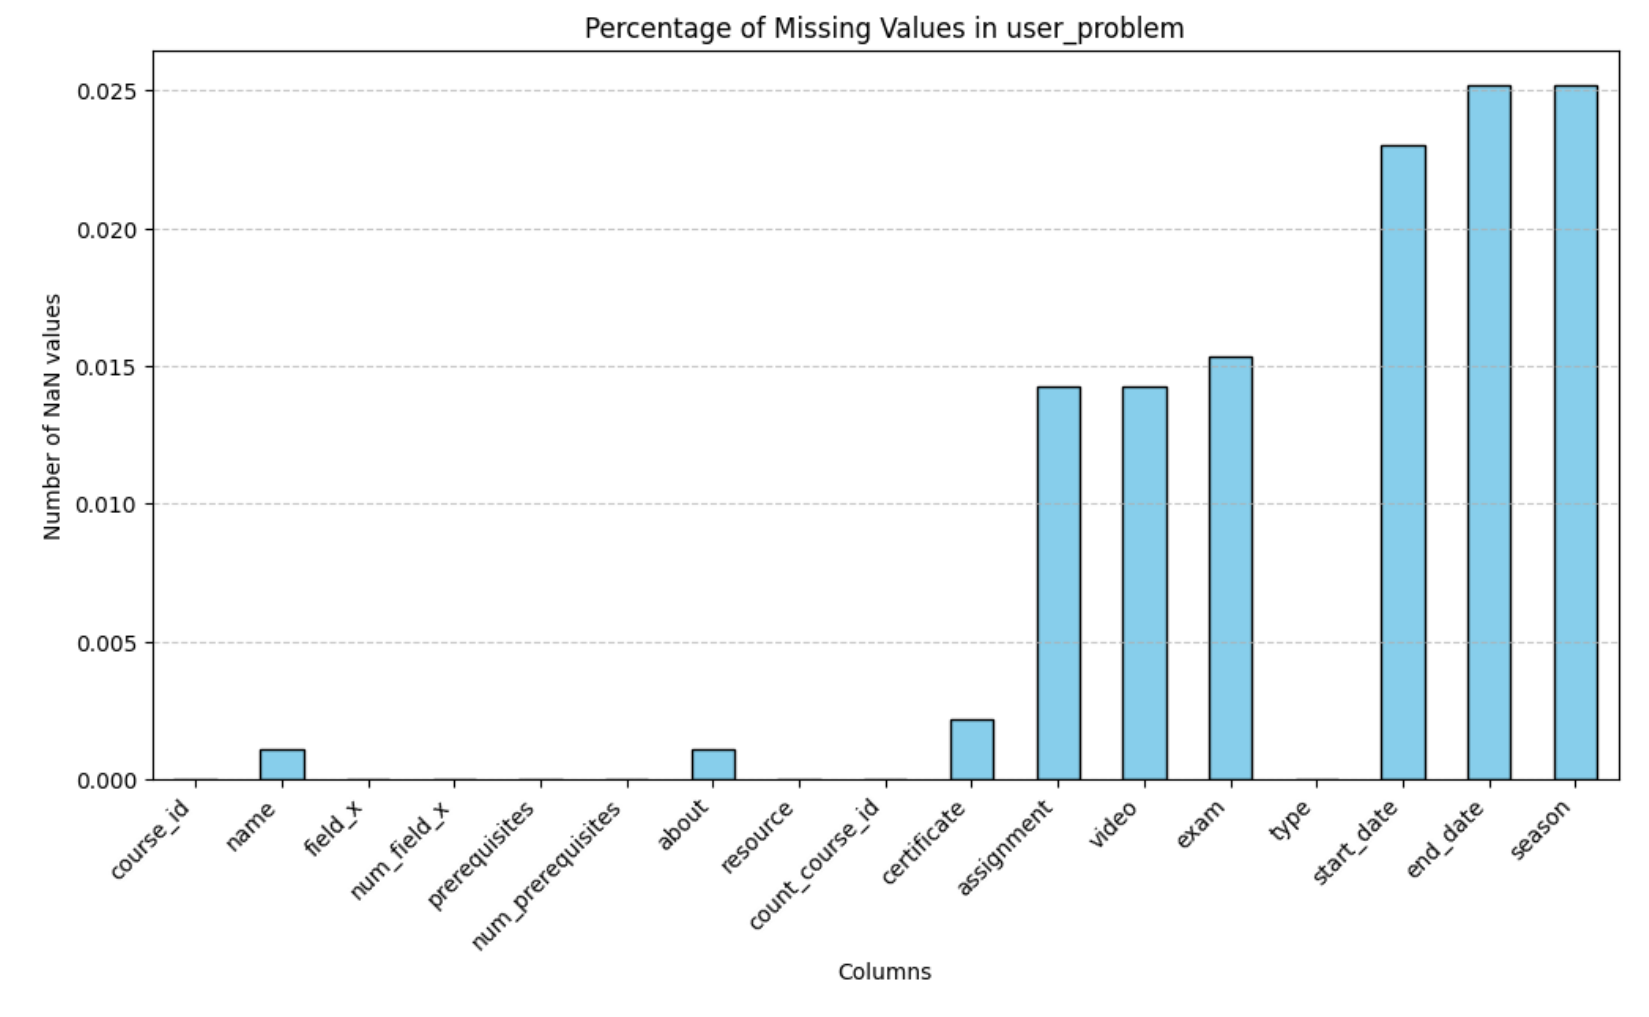 Percentage of Missing Values in user_problem
Number of NaN values
0.025
0.020
0.015
0.010
0.005
0.000
course_id
name
field_x
num_field_x
prerequisites
num_prerequisites
about
resource
count_course_id
certificate
assignment
video
exam
type
start_date
end_date
season
Columns